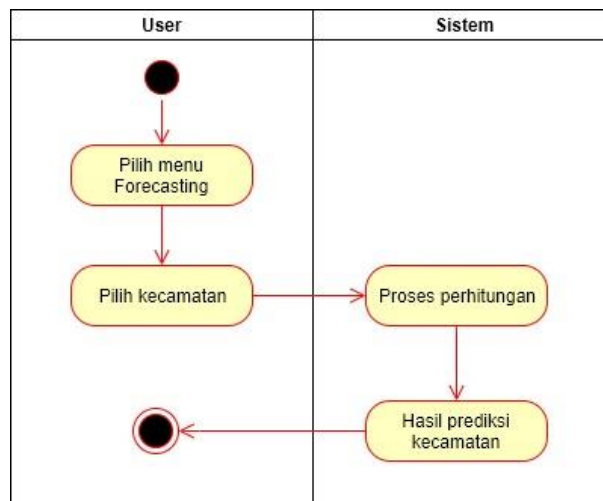 User
Sistem
Pilih menu
Forecasting
Pilih kecamatan
Proses perhitungan
Hasil prediksi
kecamatan